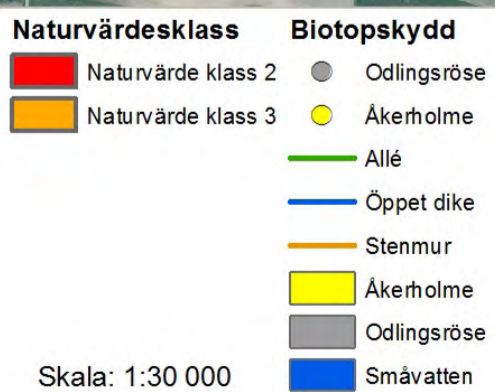 Naturvärdesklass
Naturvärde klass 2
Naturvärde klass 3
Biotopskydd
Odlingsröse
Åkerholme
Allé
Öppet dike
Stenmur
Åkerholme
Odlingsröse
Småvatten
Skala: 1:30 000